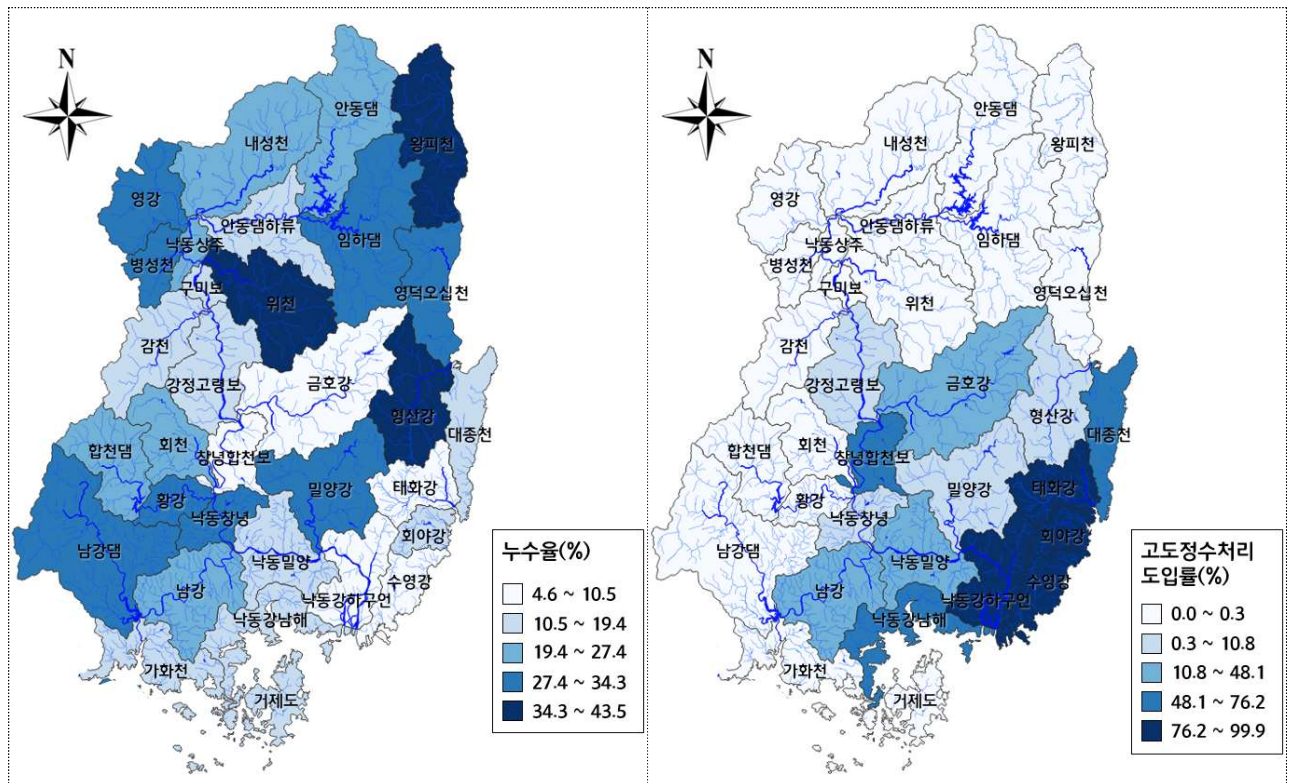 N
안동댐
내성천
왕피천
영강
안동댐하류
낙동상주
임하댐
병성천
구미보
위천
영덕오십천
감천
강정고령보
금호강
형산강
대종천
합천댐
회천
창녕합천보
밀양강
태화강
황강
낙동창녕
회야강
남강댐
낙동밀양
수영강
남강
낙동강하구언
낙동강남해
가화천
거제도
누수율(%)
4.6 ~ 10.5
10.5 ~ 19.4
19.4 ~ 27.4
27.4 ~ 34.3
34.3 ~ 43.5
N
안동댐
내성천
왕피천
영강
안동댐하류
낙동상주
임하댐
병성천
구미보
위천
영덕오십천
감천
강정고령보
금호강
형산강
대종천
합천댐
회천
창녕합천보
밀양강
태화강
황강
낙동창녕
회야강
남강댐
낙동밀양
수영강
남강
낙동강하구언
낙동강남해
가화천
거제도
고도정수처리
도입률(%)
0.0 ~ 0.3
0.3 ~ 10.8
10.8 ~ 48.1
48.1 ~ 76.2
76.2 ~ 99.9